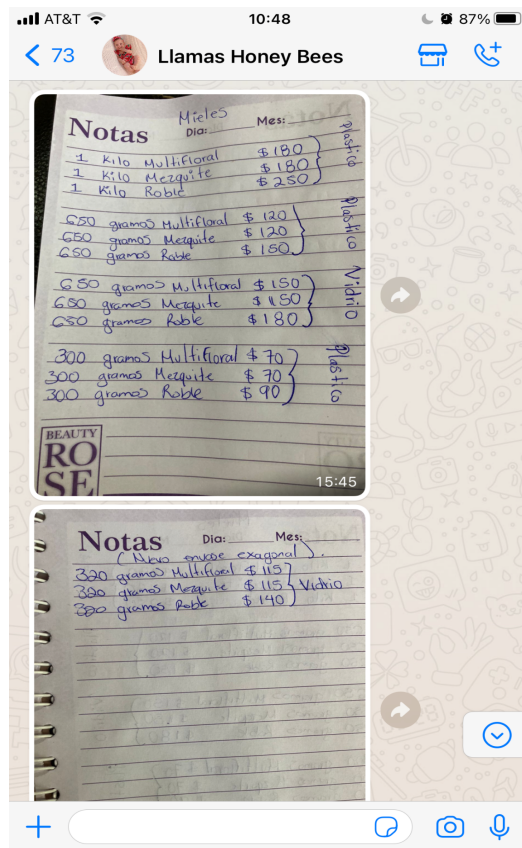 AT&T 10:48 87%
73 Llamas Honey Bees
Mieles
Notas Dia: Mes:
1 Kilo Multifloral $180
1 Kilo Mezquite $180
1 Kilo Roble $250
Plastico
650 gramos Multifloral $120
650 gramos Mezquite $120
650 gramos Roble $150
Plastico
650 gramos Multifloral $150
650 gramos Mezquite $150
650 gramos Roble $180
Vidrio
300 gramos Multifloral $70
300 gramos Mezquite $70
300 gramos Roble $90
Plastico
BEAUTY
RO
SE
15:45
Notas Dia: Mes:
(Nuevo envase exagonal).
320 gramos Multifloral $115
320 gramos Mezquite $115
320 gramos Roble $140
Vidrio